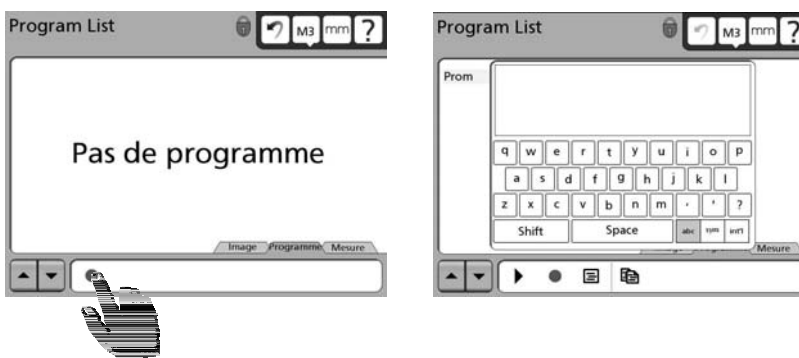 Program List
M3 mm ?
Pas de programme
Image Programme Mesure
Program List
M3 mm ?
Prom
q w e r t y u i o p
a s d f g h j k l
z x c v b n m . ' ?
Shift Space abc sym int'l
Mesure